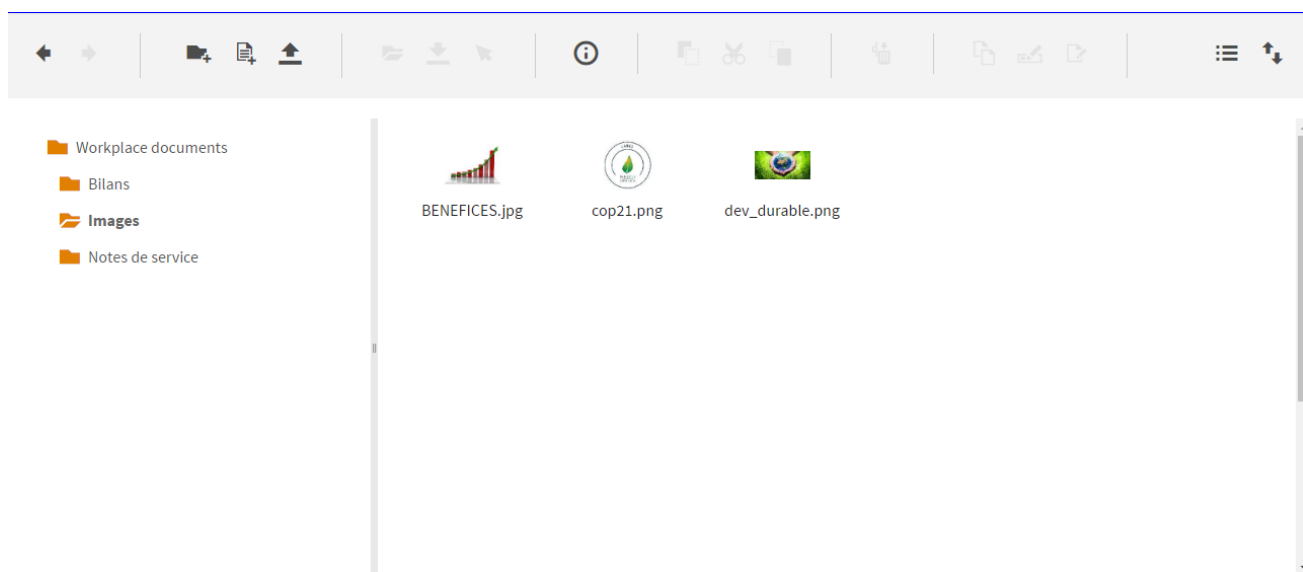 Workplace documents
Bilans
Images
Notes de service
BENEFICES.jpg cop21.png dev_durable.png